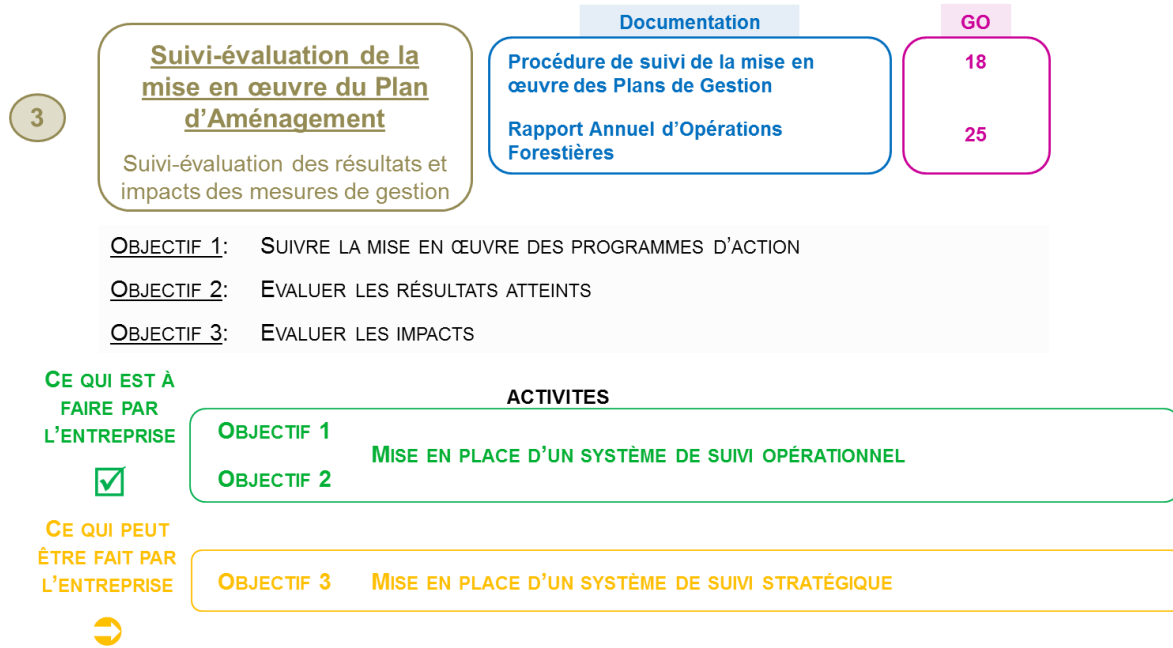 3
Suivi-évaluation de la
mise en œuvre du Plan
d’Aménagement
Suivi-évaluation des résultats et
impacts des mesures de gestion
Documentation
Procédure de suivi de la mise en
œuvre des Plans de Gestion
Rapport Annuel d’Opérations
Forestières
GO
18
25
OBJECTIF 1: SUIVRE LA MISE EN ŒUVRE DES PROGRAMMES D’ACTION
OBJECTIF 2: EVALUER LES RÉSULTATS ATTEINTS
OBJECTIF 3: EVALUER LES IMPACTS
CE QUI EST À
FAIRE PAR
L’ENTREPRISE
ACTIVITES
OBJECTIF 1
MISE EN PLACE D’UN SYSTÈME DE SUIVI OPÉRATIONNEL
OBJECTIF 2
CE QUI PEUT
ÊTRE FAIT PAR
L’ENTREPRISE
OBJECTIF 3 MISE EN PLACE D’UN SYSTÈME DE SUIVI STRATÉGIQUE